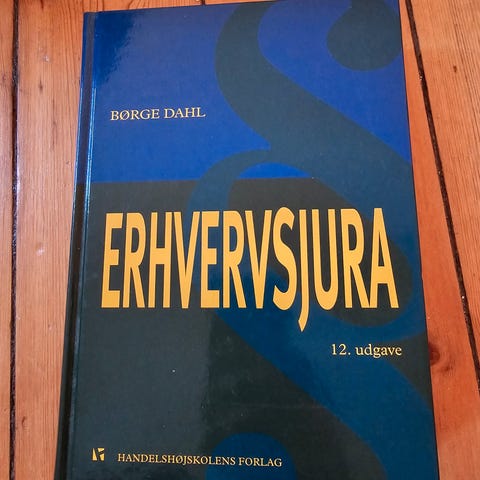 BØRGE DAHL
ERHVERVSJURA
12. udgave
HANDELSHØJSKOLENS FORLAG